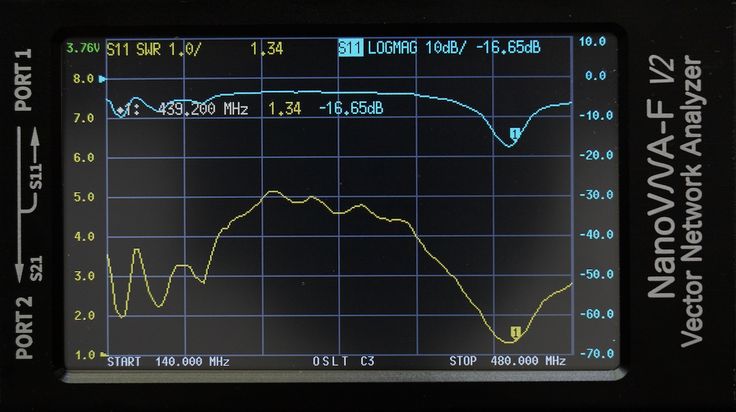 3.76V S11 SWR 1.0/ 1.34 S11 LOGMAG 10dB/ -16.65dB
10.0
8.0
0.0
1: 439.200 MHz 1.34 -16.65dB
7.0
-10.0
1
6.0
-20.0
5.0
-30.0
4.0
-40.0
3.0
-50.0
2.0
-60.0
1
1.0
-70.0
START 140.000 MHz OSLT C3 STOP 480.000 MHz
PORT 1
S11
S21
PORT 2
NanoVNA-F V2
Vector Network Analyzer